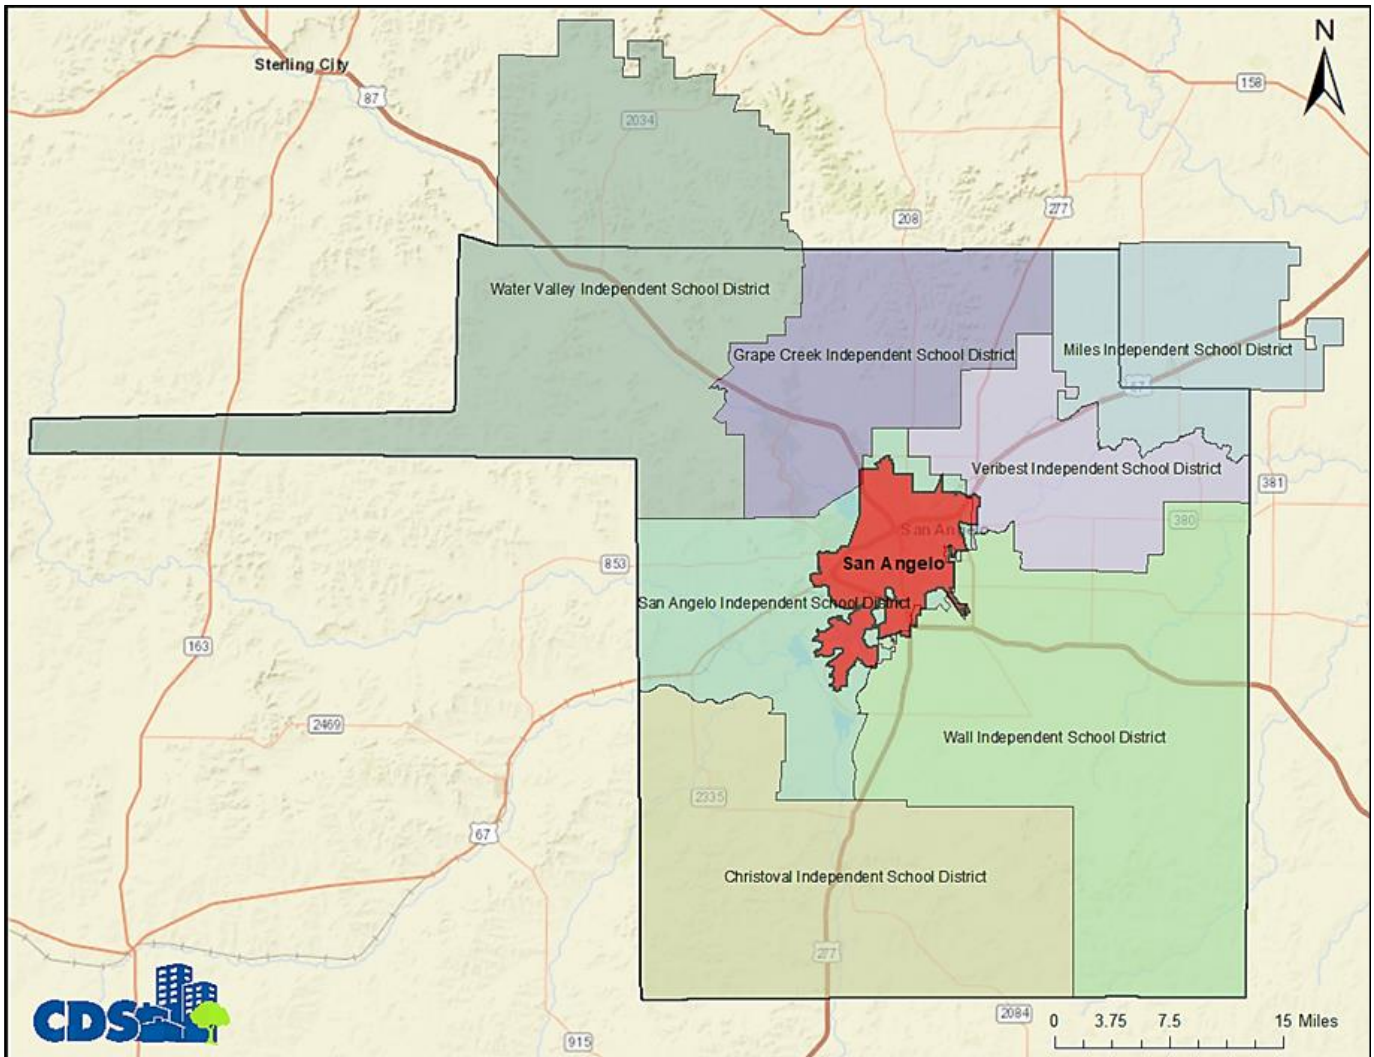 N
Sterling City
158
87
2034
208
277
Water Valley Independent School District
Grape Creek Independent School District
Miles Independent School District
67
Veribest Independent School District
381
380
San Angelo
San Angelo
853
San Angelo Independent School District
163
2469
Wall Independent School District
2335
67
Christoval Independent School District
277
CDS
2084
0 3.75 7.5 15 Miles
915